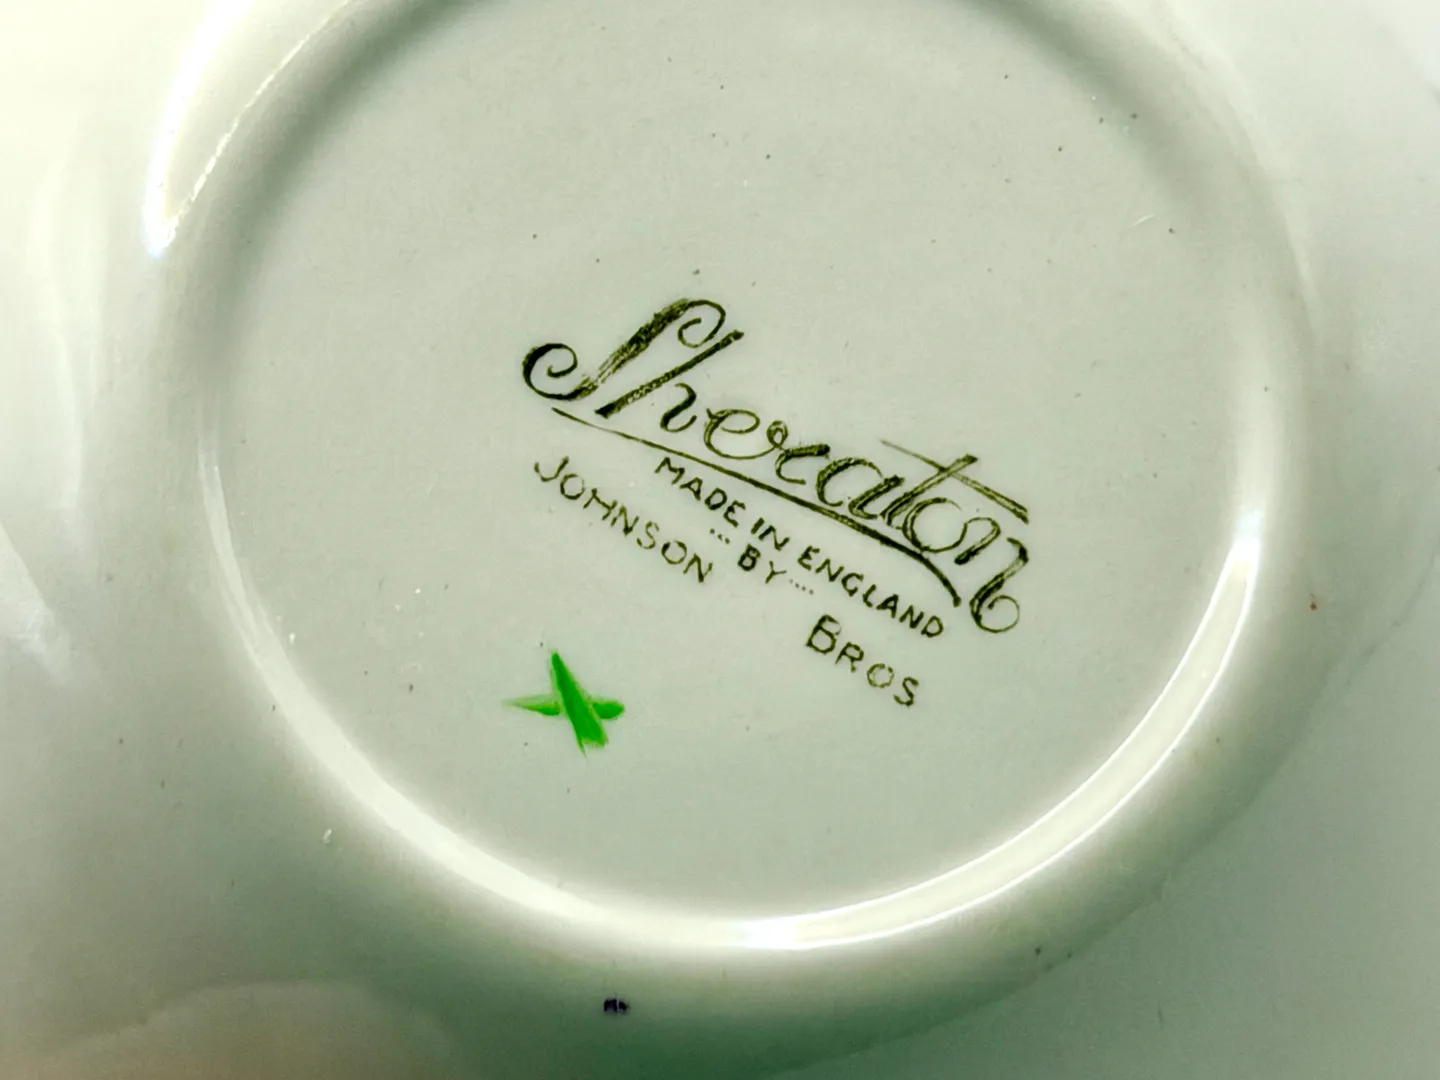 Sheraton
MADE IN ENGLAND
... BY ....
JOHNSON BROS